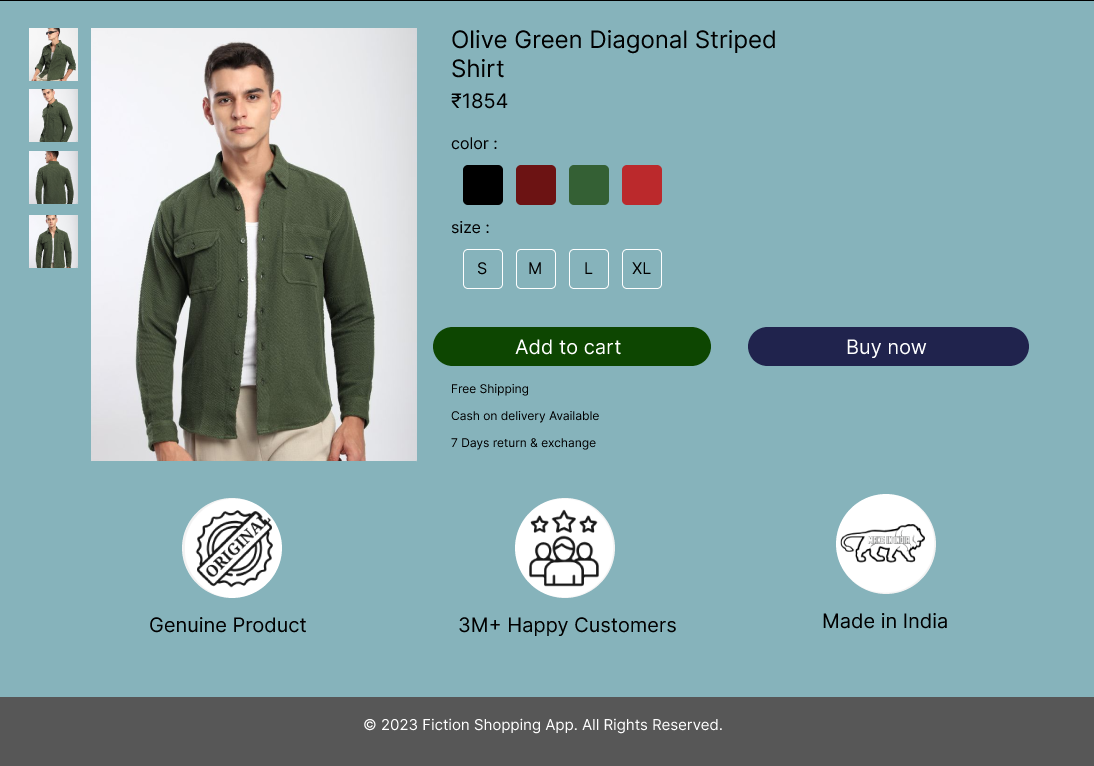 Olive Green Diagonal Striped
Shirt
₹1854
color :
size :
S M L XL
Add to cart
Buy now
Free Shipping
Cash on delivery Available
7 Days return & exchange
ORIGINAL
Genuine Product
3M+ Happy Customers
Made in India
© 2023 Fiction Shopping App. All Rights Reserved.